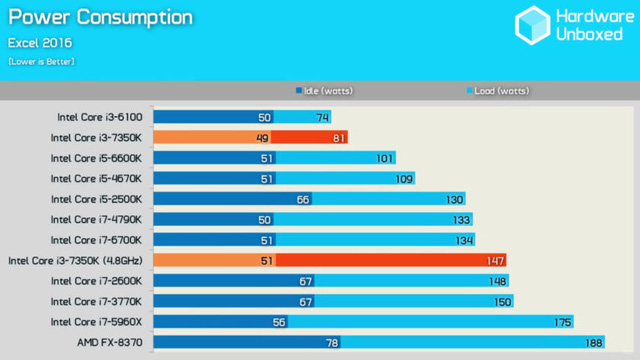 Power Consumption
Excel 2016
[Lower is Better]
Hardware
Unboxed
Idle (watts) Load (watts)
Intel Core i3-6100 50 74
Intel Core i3-7350K 49 81
Intel Core i5-6600K 51 101
Intel Core i5-4670K 51 109
Intel Core i5-2500K 66 130
Intel Core i7-4790K 50 133
Intel Core i7-6700K 51 134
Intel Core i3-7350K (4.8GHz) 51 147
Intel Core i7-2600K 67 148
Intel Core i7-3770K 67 150
Intel Core i7-5960X 56 175
AMD FX-8370 78 188